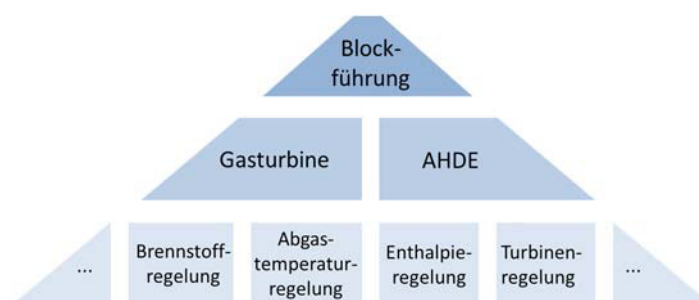 Block-
führung
Gasturbine
AHDE
...
Brennstoff-
regelung
Abgas-
temperatur-
regelung
Enthalpie-
regelung
Turbinen-
regelung
...